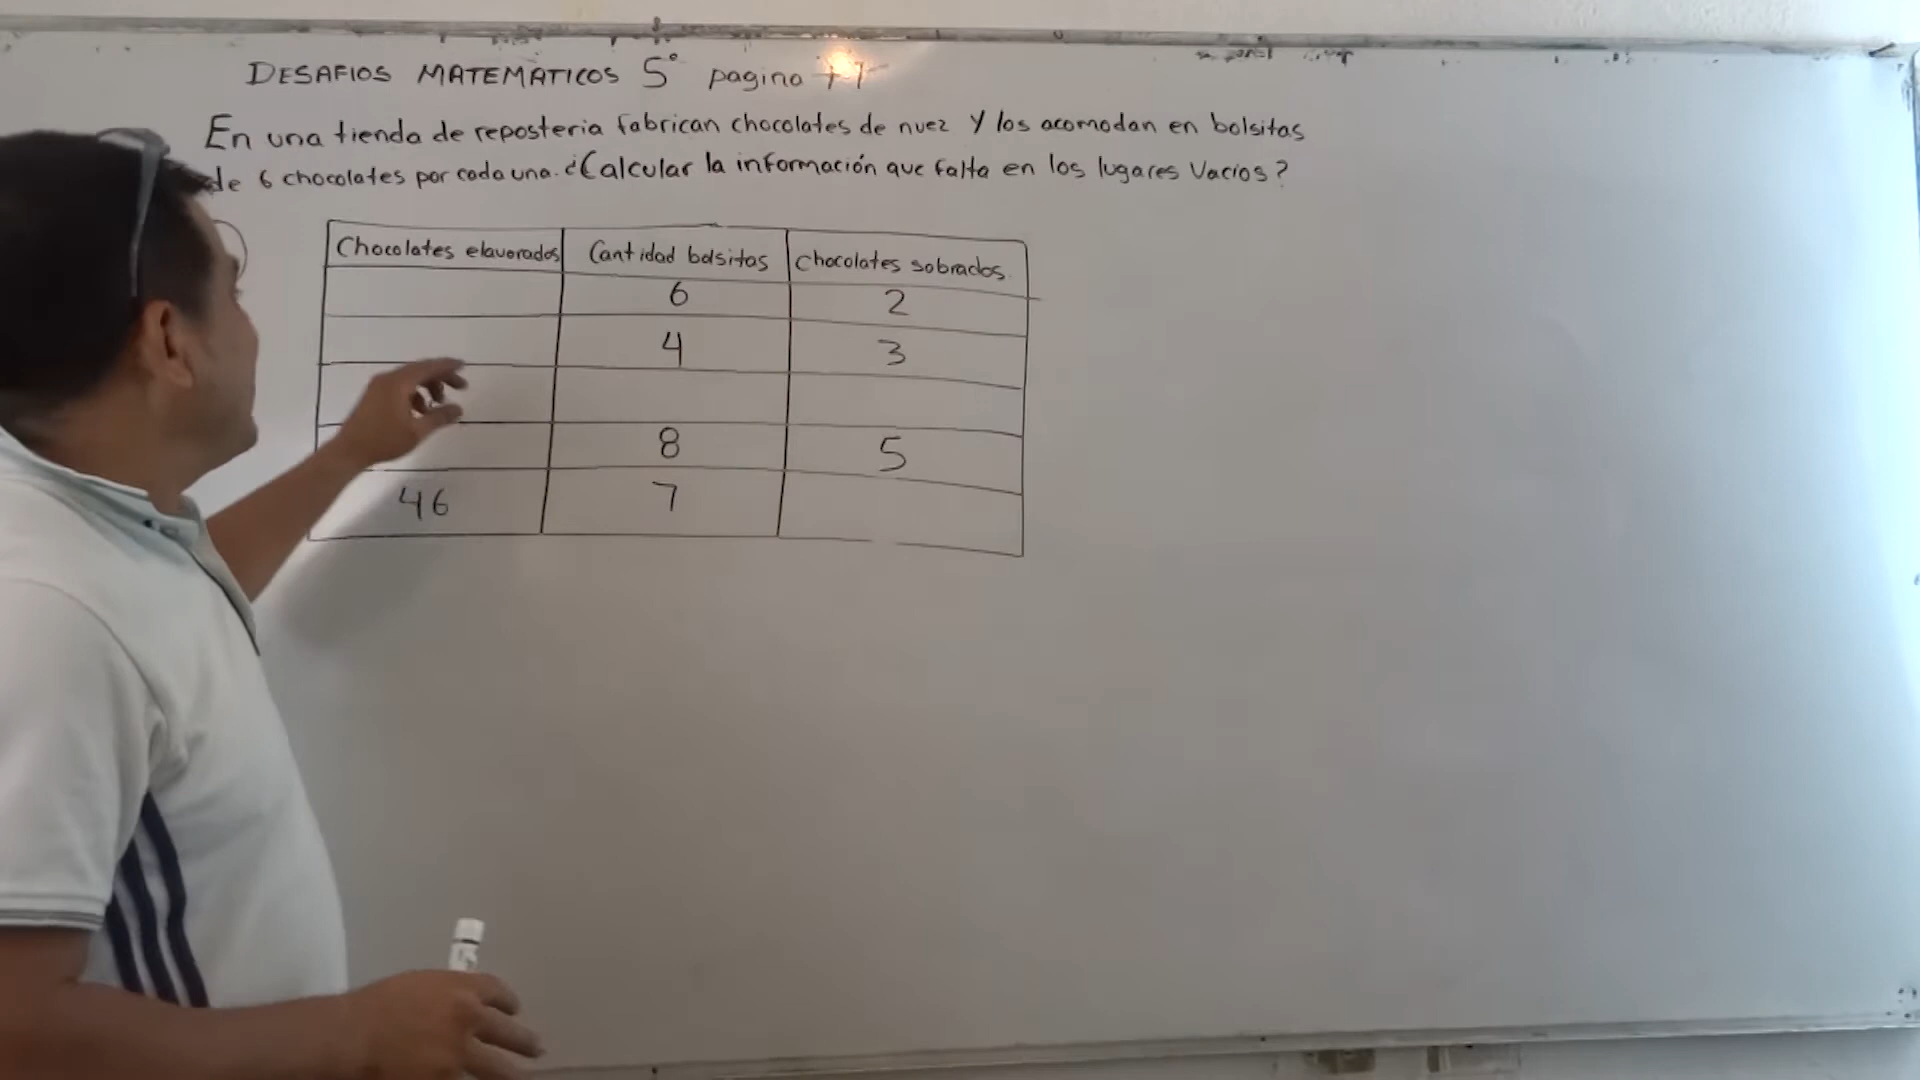 DESAFIOS MATEMÀTICOS 5° pagina
En una tienda de reposteria fabrican chocolates de nuez y los acomodan en bolsitas
de 6 chocolates por cada una. ¿Calcular la información que falta en los lugares Vacios?
Chocolates elavorados Cantidad bolsitas chocolates sobrados
6 2
4 3
8 5
46 7